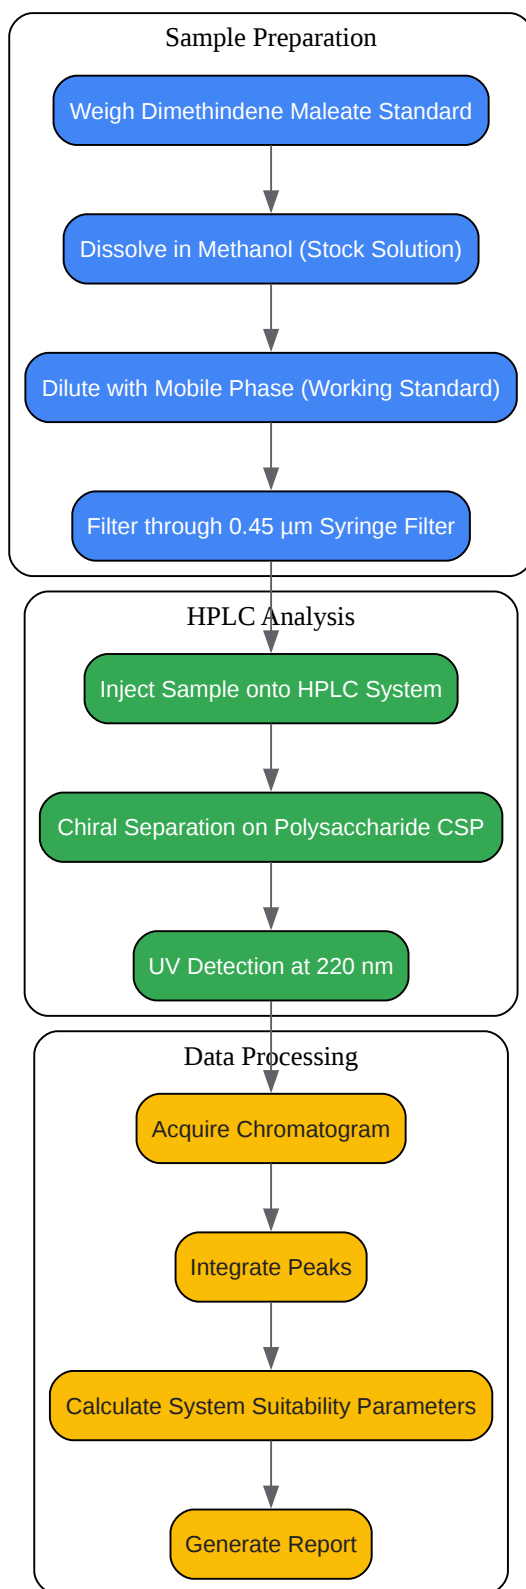 Sample Preparation
Weigh Dimethindene Maleate Standard
Dissolve in Methanol (Stock Solution)
Dilute with Mobile Phase (Working Standard)
Filter through 0.45 µm Syringe Filter
HPLC Analysis
Inject Sample onto HPLC System
Chiral Separation on Polysaccharide CSP
UV Detection at 220 nm
Data Processing
Acquire Chromatogram
Integrate Peaks
Calculate System Suitability Parameters
Generate Report